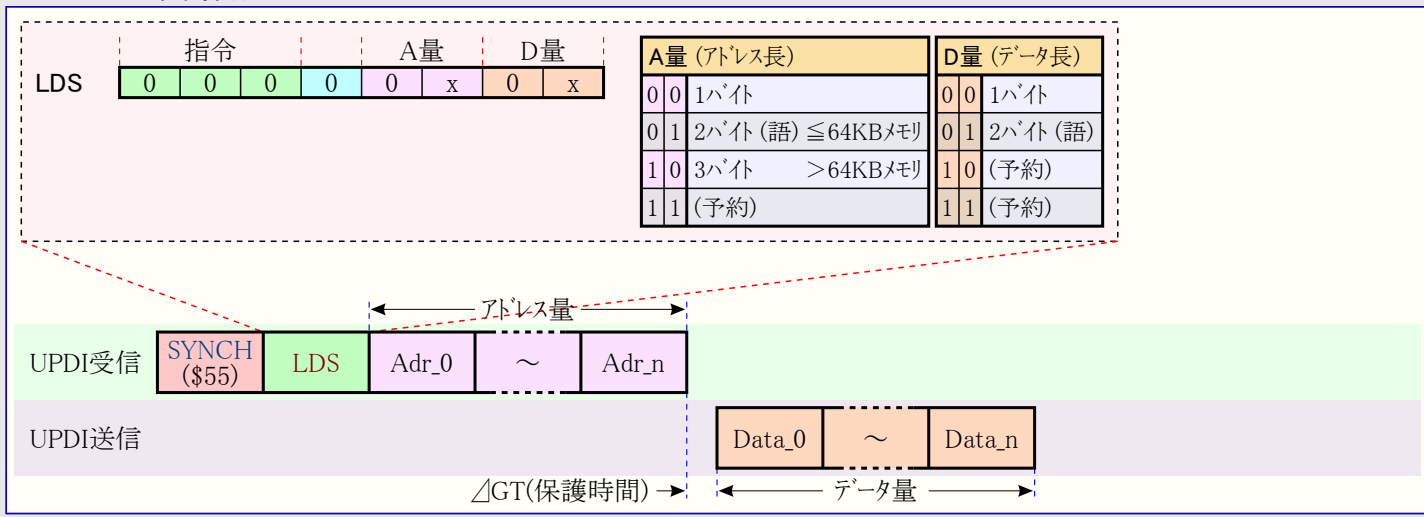 指令 A量 D量
LDS 0 0 0 0 0 x 0 x
A量 (アドレス長)
0 0 1バイト
0 1 2バイト (語) ≦64KBメモリ
1 0 3バイト >64KBメモリ
1 1 (予約)
D量 (データ長)
0 0 1バイト
0 1 2バイト (語)
1 0 (予約)
1 1 (予約)
アドレス量
UPDI受信 SYNCH ($55) LDS Adr_0 ~ Adr_n
UPDI送信 Data_0 ~ Data_n
⊿GT(保護時間) データ量